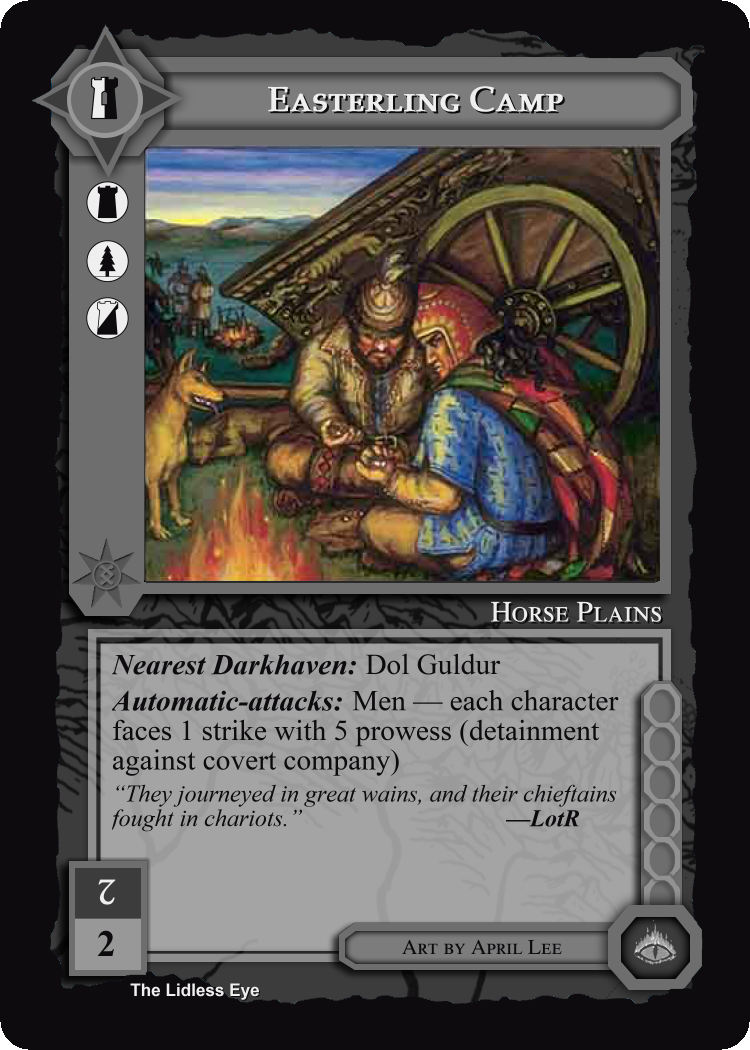 Easterling Camp
Horse Plains
Nearest Darkhaven: Dol Guldur
Automatic-attacks: Men — each character
faces 1 strike with 5 prowess (detainment
against covert company)
“They journeyed in great wains, and their chieftains
fought in chariots.” —LotR
2
2
Art by April Lee
The Lidless Eye